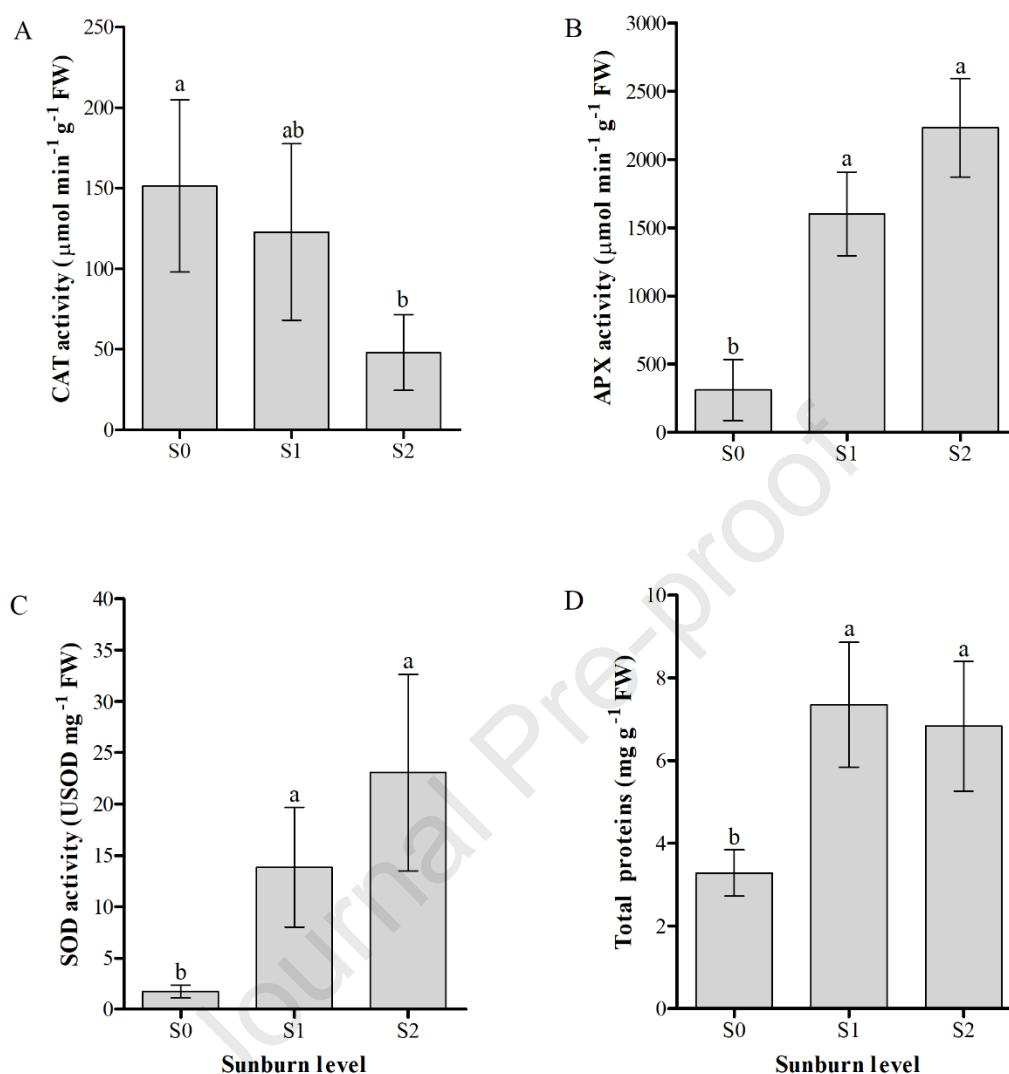 A
CAT activity (μmol min⁻¹ g⁻¹ FW)
250
200
150
100
50
0
a
ab
b
S0 S1 S2
B
APX activity (μmol min⁻¹ g⁻¹ FW)
3000
2500
2000
1500
1000
500
0
b
a
a
S0 S1 S2
C
SOD activity (USOD mg⁻¹ FW)
40
35
30
25
20
15
10
5
0
b
a
a
S0 S1 S2
Sunburn level
D
Total proteins (mg g⁻¹ FW)
10
8
6
4
2
0
b
a
a
S0 S1 S2
Sunburn level
Journal Pre-proof